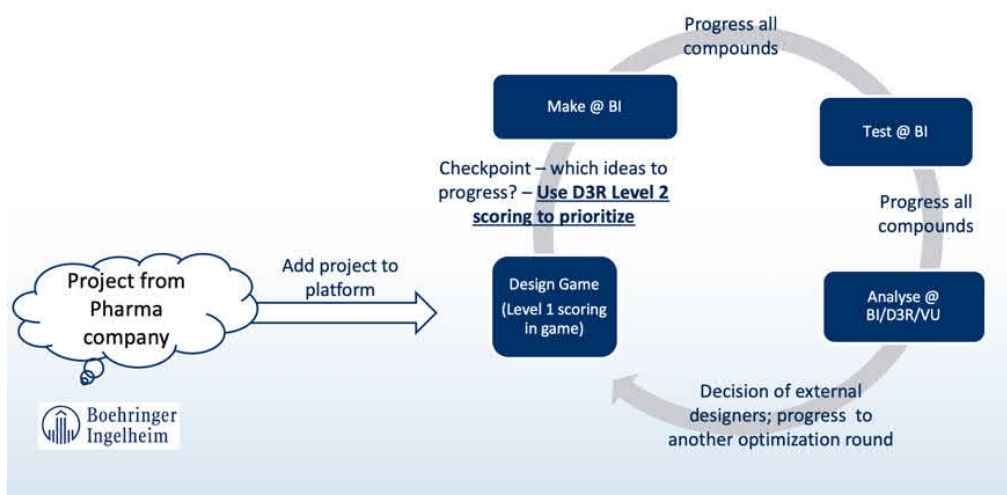 Progress all
compounds
Make @ BI
Test @ BI
Checkpoint – which ideas to
progress? – Use D3R Level 2
scoring to prioritize
Progress all
compounds
Project from
Pharma
company
Add project to
platform
Design Game
(Level 1 scoring
in game)
Analyse @
BI/D3R/VU
Decision of external
designers; progress to
another optimization round
Boehringer
Ingelheim